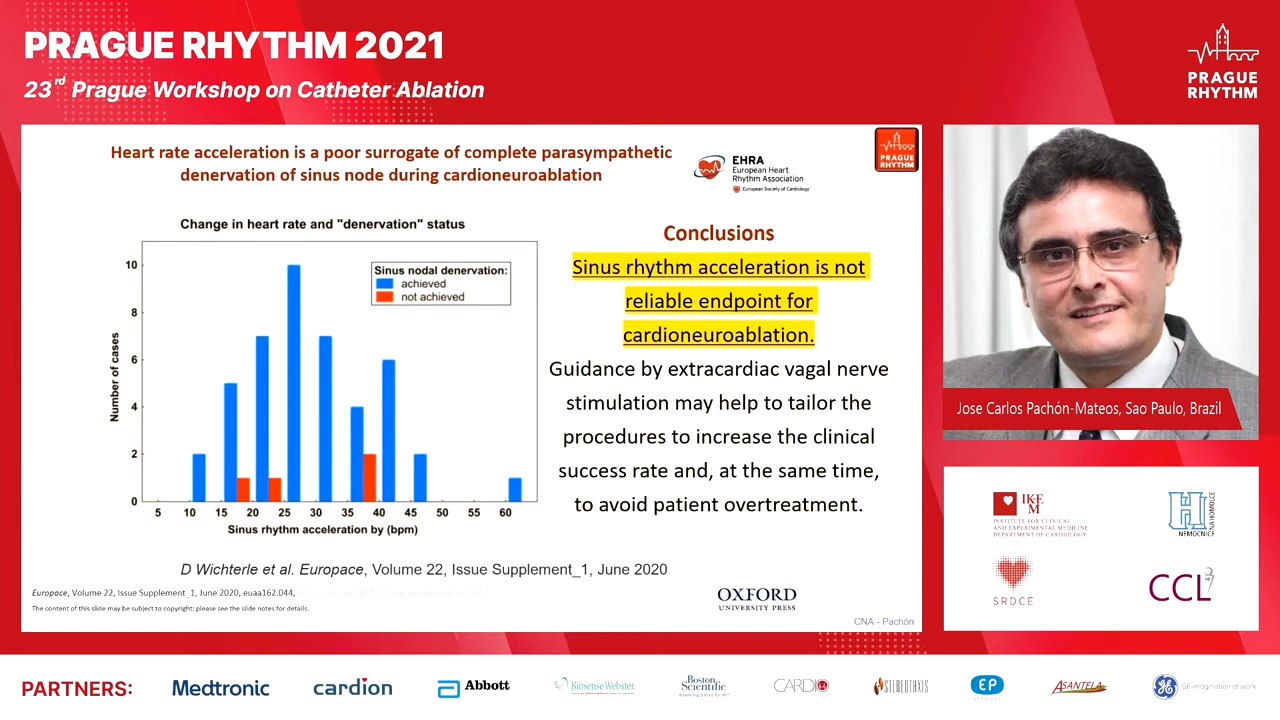 PRAGUE RHYTHM 2021
23rd Prague Workshop on Catheter Ablation
PRAGUE
RHYTHM
Heart rate acceleration is a poor surrogate of complete parasympathetic
denervation of sinus node during cardioneuroablation
EHRA
European Heart
Rhythm Association
European Society of Cardiology
PRAGUE
RHYTHM
Change in heart rate and "denervation" status
Sinus nodal denervation:
achieved
not achieved
Number of cases
10
8
6
4
2
0
5 10 15 20 25 30 35 40 45 50 55 60
Sinus rhythm acceleration by (bpm)
Conclusions
Sinus rhythm acceleration is not
reliable endpoint for
cardioneuroablation.
Guidance by extracardiac vagal nerve
stimulation may help to tailor the
procedures to increase the clinical
success rate and, at the same time,
to avoid patient overtreatment.
D Wichterle et al. Europace, Volume 22, Issue Supplement_1, June 2020
Europace, Volume 22, Issue Supplement_1, June 2020, euaa162.044,
The content of this slide may be subject to copyright: please see the slide notes for details.
OXFORD
UNIVERSITY PRESS
CNA - Pachón
Jose Carlos Pachón-Mateos, Sao Paulo, Brazil
IKE
M
INSTITUTE FOR CLINICAL
AND EXPERIMENTAL MEDICINE
DEPARTMENT OF CARDIOLOGY
NEMOCNICE
NA HOMOLCE
SRDCE
CCL
PARTNERS:
Medtronic
cardion
Abbott
Biosense Webster
Boston
Scientific
CARDIO
STEREOTAXIS
EP
SERVICES
ASANTELA
GE imagination at work